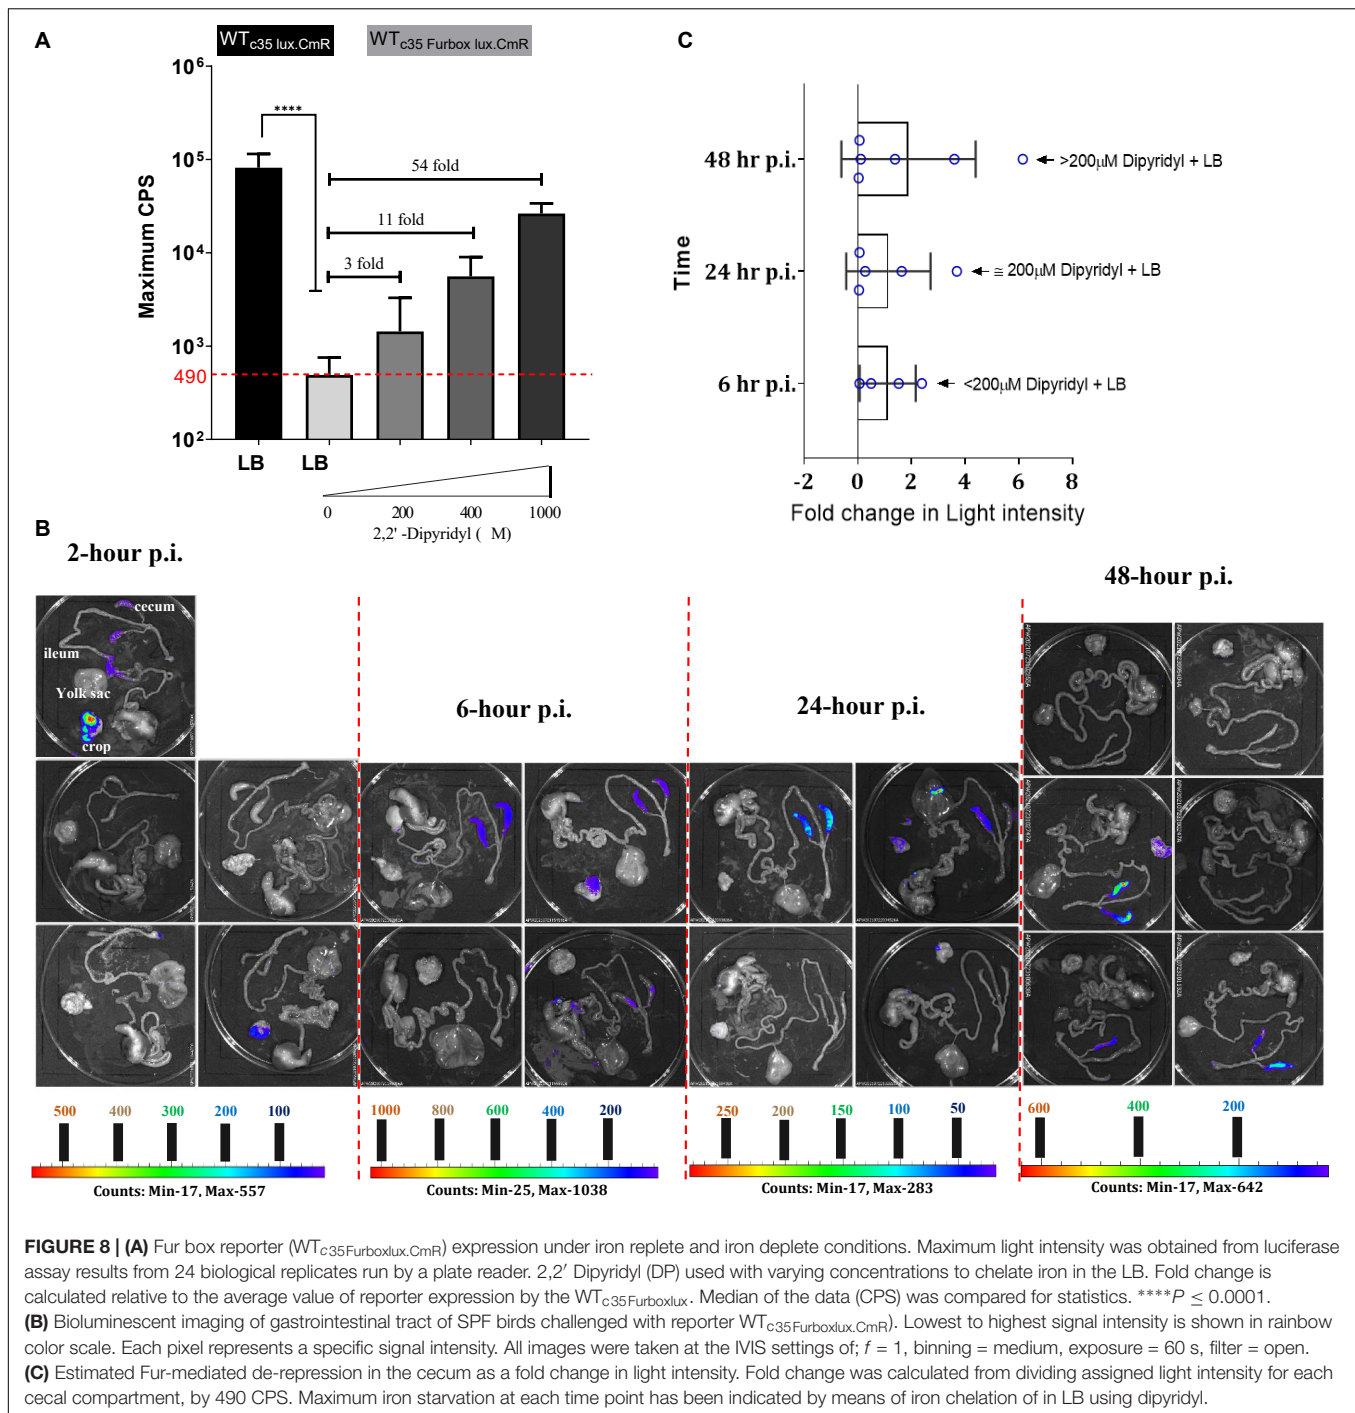 A
WT c35 lux.CmR
WT c35 Furbox lux.CmR
Maximum CPS
10^6
10^5
10^4
10^3
490
10^2
****
54 fold
11 fold
3 fold
LB
LB
0 200 400 1000
2,2' -Dipyridyl ( M)
C
Time
48 hr p.i.
>200µM Dipyridyl + LB
24 hr p.i.
≅ 200µM Dipyridyl + LB
6 hr p.i.
<200µM Dipyridyl + LB
-2 0 2 4 6 8
Fold change in Light intensity
B
2-hour p.i.
6-hour p.i.
24-hour p.i.
48-hour p.i.
cecum
ileum
Yolk sac
crop
500 400 300 200 100
Counts: Min-17, Max-557
1000 800 600 400 200
Counts: Min-25, Max-1038
250 200 150 100 50
Counts: Min-17, Max-283
600 400 200
Counts: Min-17, Max-642
FIGURE 8 | (A) Fur box reporter (WTc35Furboxlux.CmR) expression under iron replete and iron deplete conditions. Maximum light intensity was obtained from luciferase
assay results from 24 biological replicates run by a plate reader. 2,2′ Dipyridyl (DP) used with varying concentrations to chelate iron in the LB. Fold change is
calculated relative to the average value of reporter expression by the WTc35Furboxlux. Median of the data (CPS) was compared for statistics. ****P ≤ 0.0001.
(B) Bioluminescent imaging of gastrointestinal tract of SPF birds challenged with reporter WTc35Furboxlux.CmR). Lowest to highest signal intensity is shown in rainbow
color scale. Each pixel represents a specific signal intensity. All images were taken at the IVIS settings of; f = 1, binning = medium, exposure = 60 s, filter = open.
(C) Estimated Fur-mediated de-repression in the cecum as a fold change in light intensity. Fold change was calculated from dividing assigned light intensity for each
cecal compartment, by 490 CPS. Maximum iron starvation at each time point has been indicated by means of iron chelation of in LB using dipyridyl.